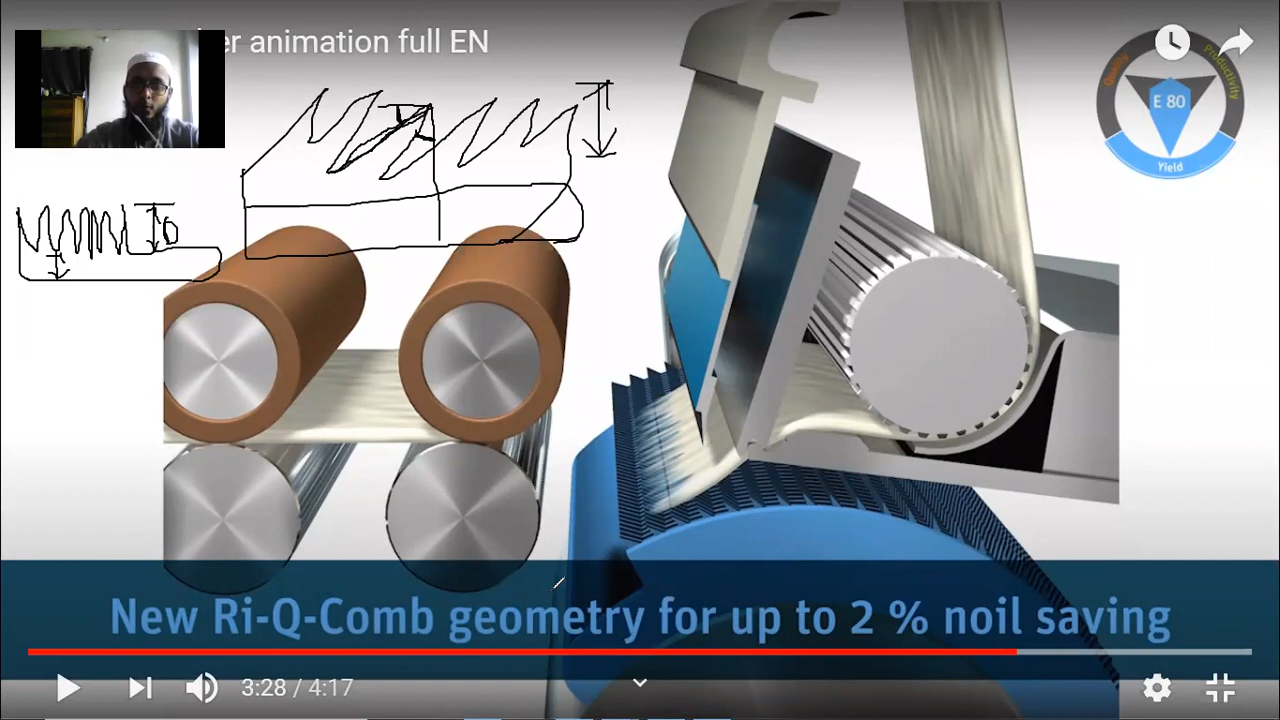 er animation full EN
Quality
Productivity
E 80
Yield
New Ri-Q-Comb geometry for up to 2 % noil saving
3:28 / 4:17